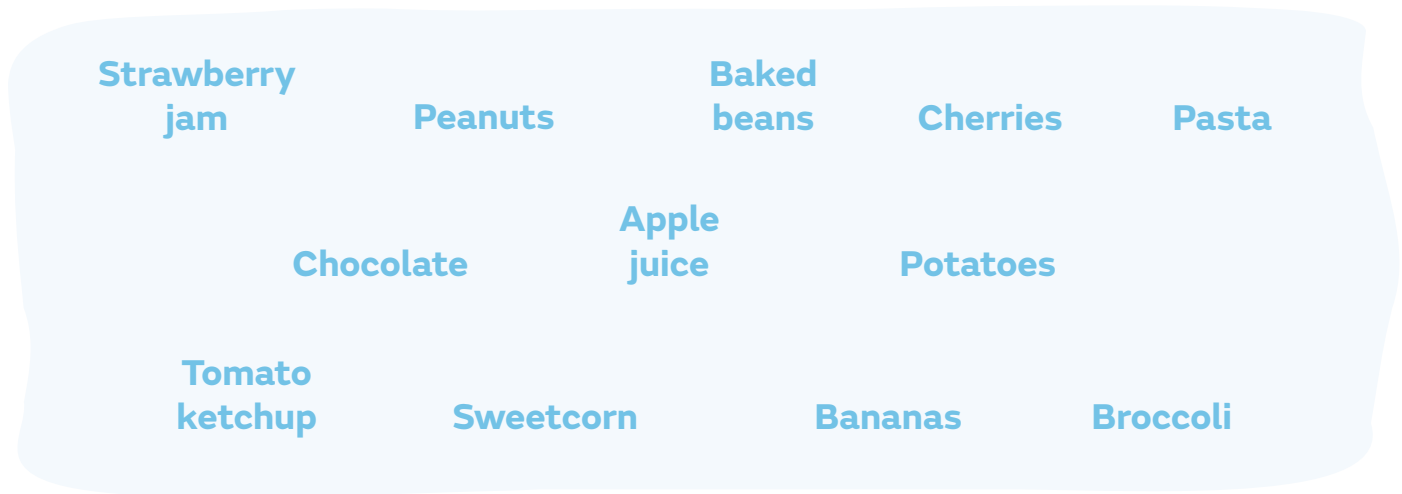 Strawberry
jam
Peanuts
Baked
beans
Cherries
Pasta
Chocolate
Apple
juice
Potatoes
Tomato
ketchup
Sweetcorn
Bananas
Broccoli